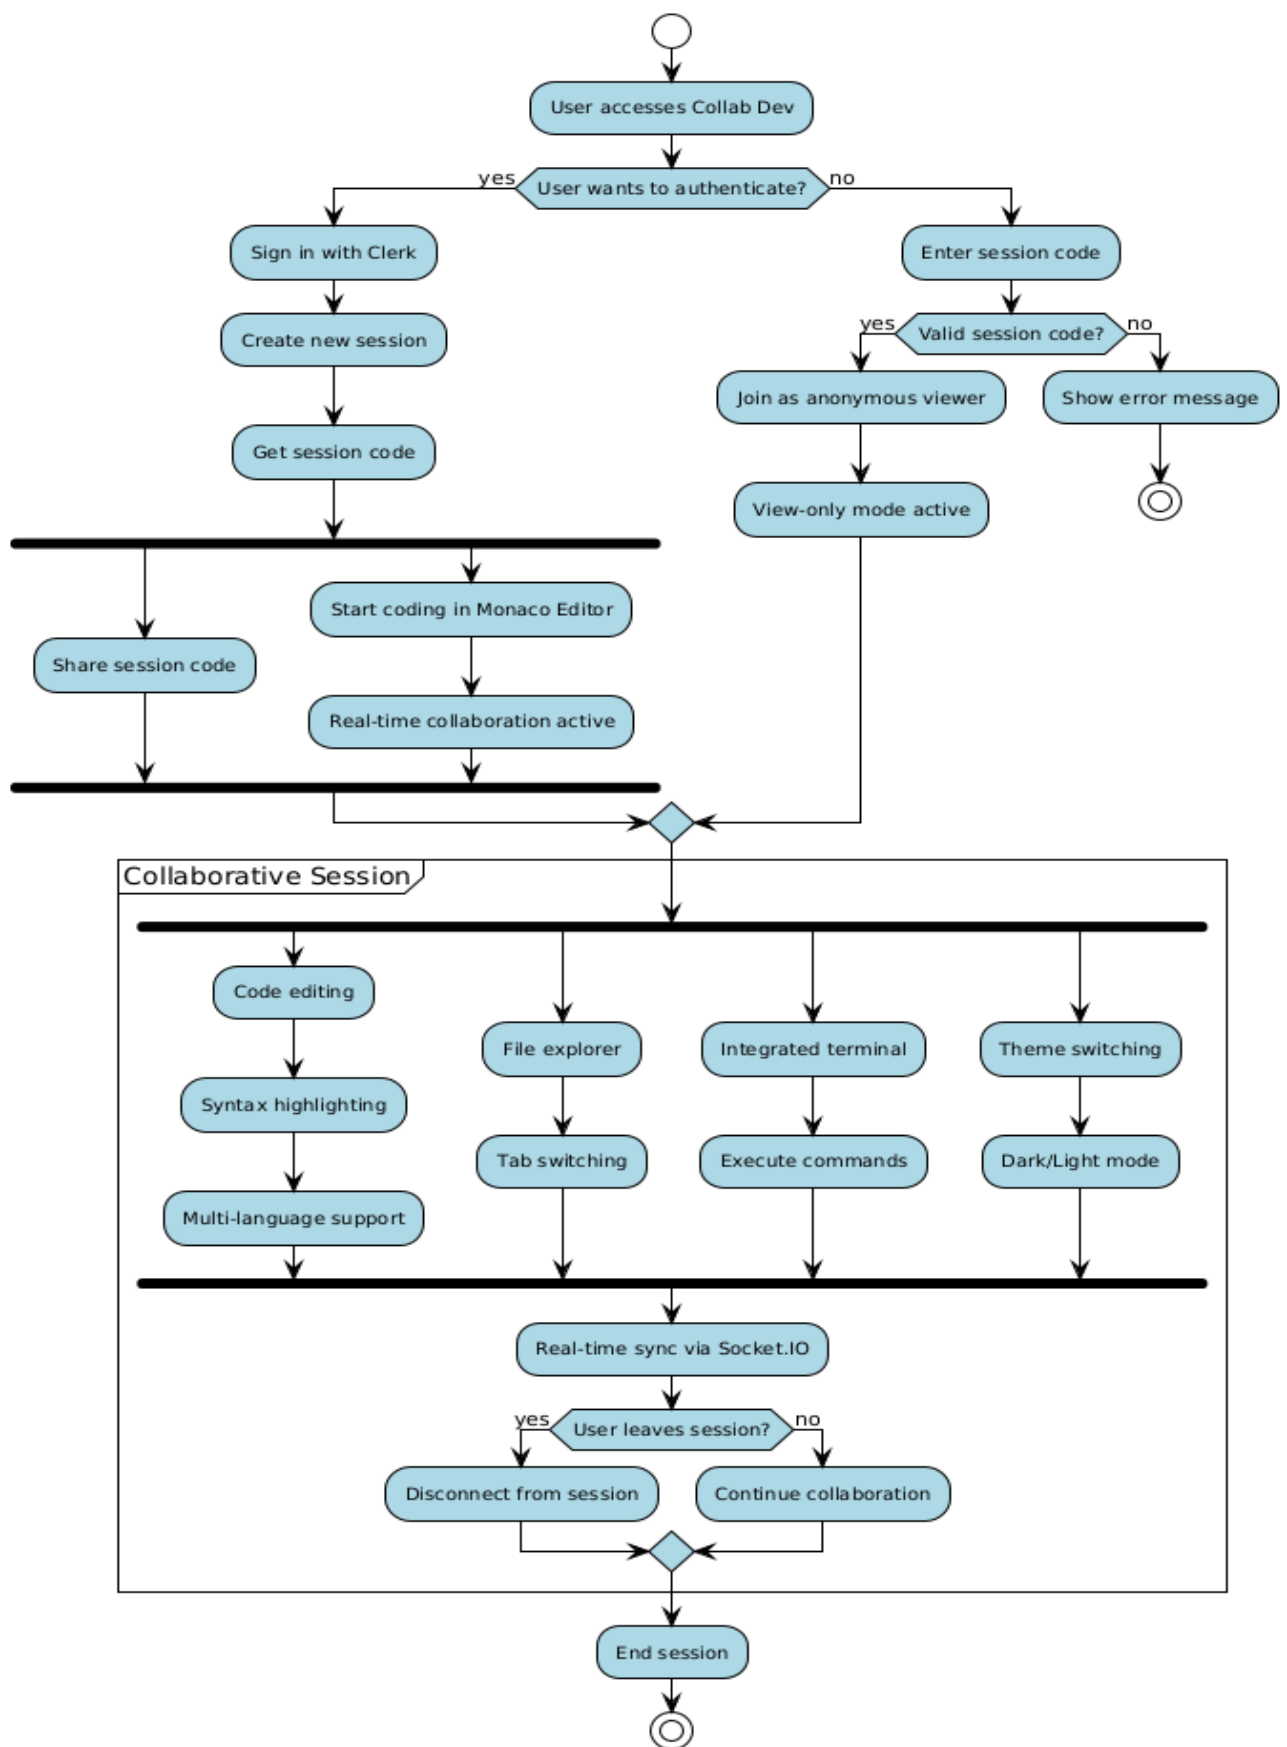 User accesses Collab Dev
yes
User wants to authenticate?
no
Sign in with Clerk
Enter session code
Create new session
yes
Valid session code?
no
Join as anonymous viewer
Show error message
Get session code
View-only mode active
Start coding in Monaco Editor
Share session code
Real-time collaboration active
Collaborative Session
Code editing
File explorer
Integrated terminal
Theme switching
Syntax highlighting
Tab switching
Execute commands
Dark/Light mode
Multi-language support
Real-time sync via Socket.IO
yes
User leaves session?
no
Disconnect from session
Continue collaboration
End session